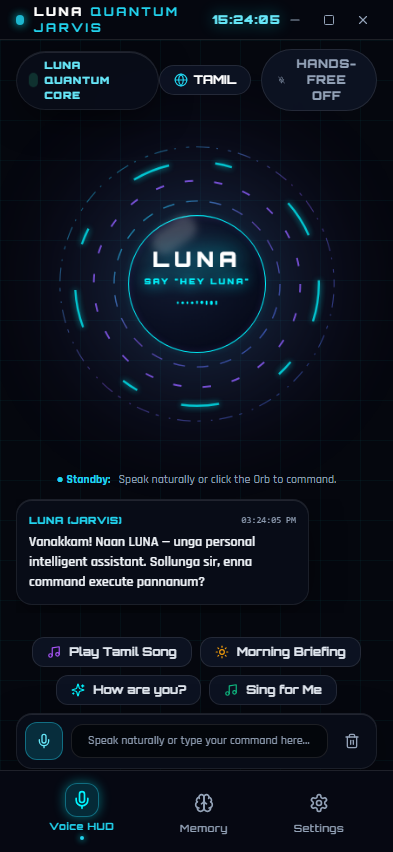 LUNA QUANTUM
JARVIS
15:24:05
LUNA
QUANTUM
CORE
TAMIL
HANDS-
FREE
OFF
LUNA
SAY "HEY LUNA"
Standby: Speak naturally or click the Orb to command.
LUNA (JARVIS)
03:24:05 PM
Vanakkam! Naan LUNA — unga personal
intelligent assistant. Sollunga sir, enna
command execute pannanum?
Play Tamil Song
Morning Briefing
How are you?
Sing for Me
Speak naturally or type your command here...
Voice HUD
Memory
Settings